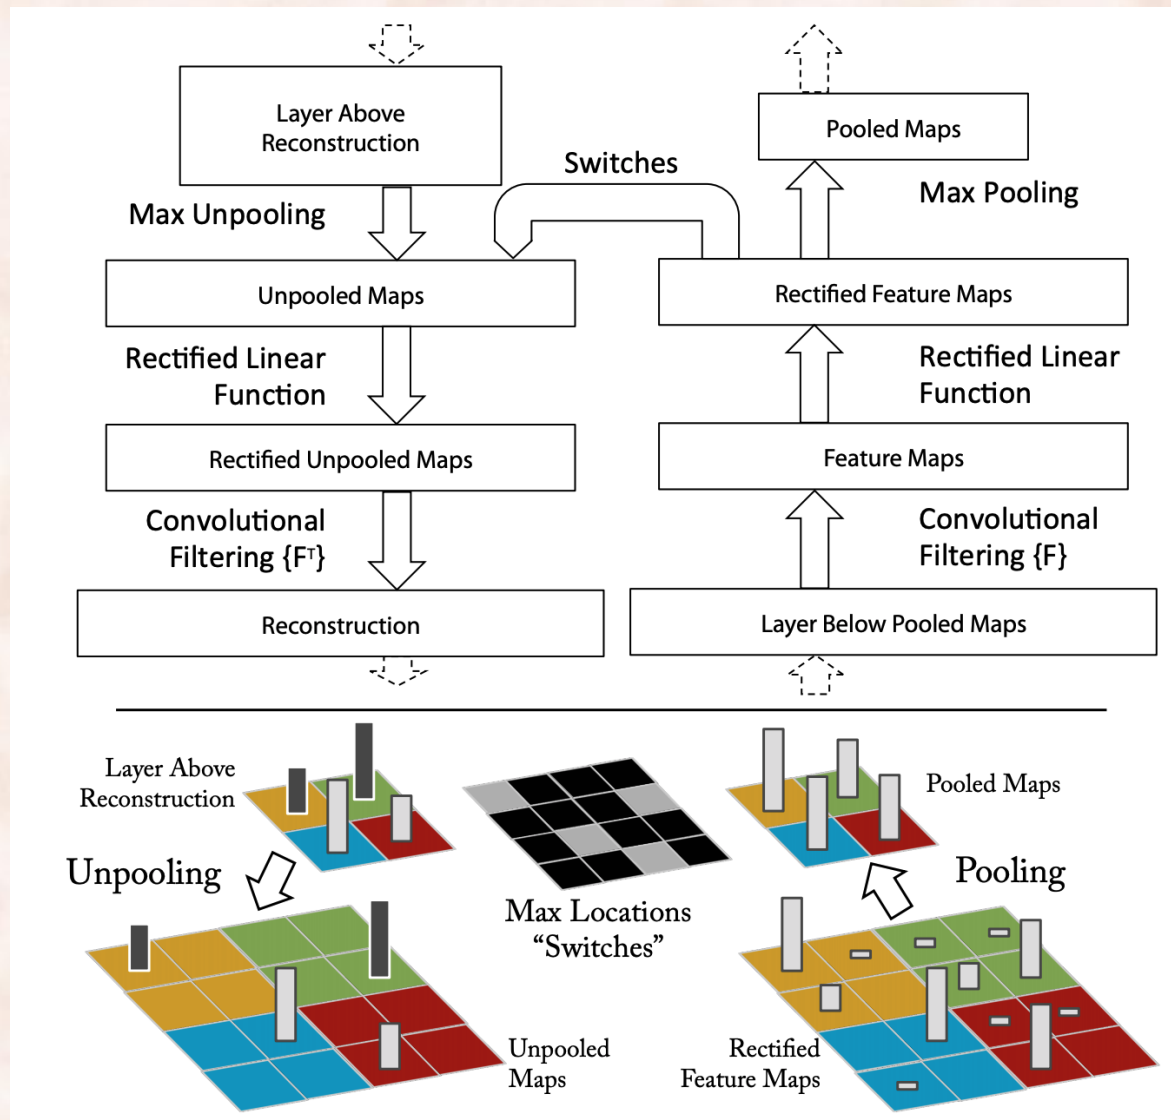 Layer Above
Reconstruction
Pooled Maps
Switches
Max Unpooling
Max Pooling
Unpooled Maps
Rectified Feature Maps
Rectified Linear
Function
Rectified Linear
Function
Rectified Unpooled Maps
Feature Maps
Convolutional
Filtering {Fᵀ}
Convolutional
Filtering {F}
Reconstruction
Layer Below Pooled Maps
Layer Above
Reconstruction
Pooled Maps
Unpooling
Pooling
Max Locations
“Switches”
Unpooled
Maps
Rectified
Feature Maps